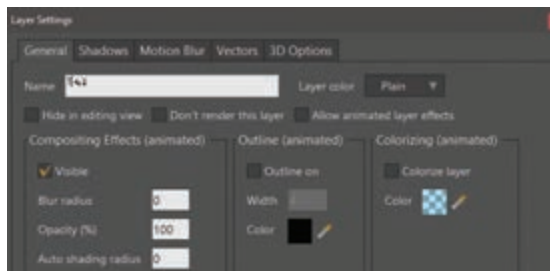 Layer Settings
General Shadows Motion Blur Vectors 3D Options
Name Layer color Plain
Hide in editing view Don't render this layer Allow animated layer effects
Compositing Effects (animated) Outline (animated) Colorizing (animated)
Visible Outline on Colorize layer
Blur radius 0 Width Color
Opacity (%) 100 Color
Auto shading radius 0